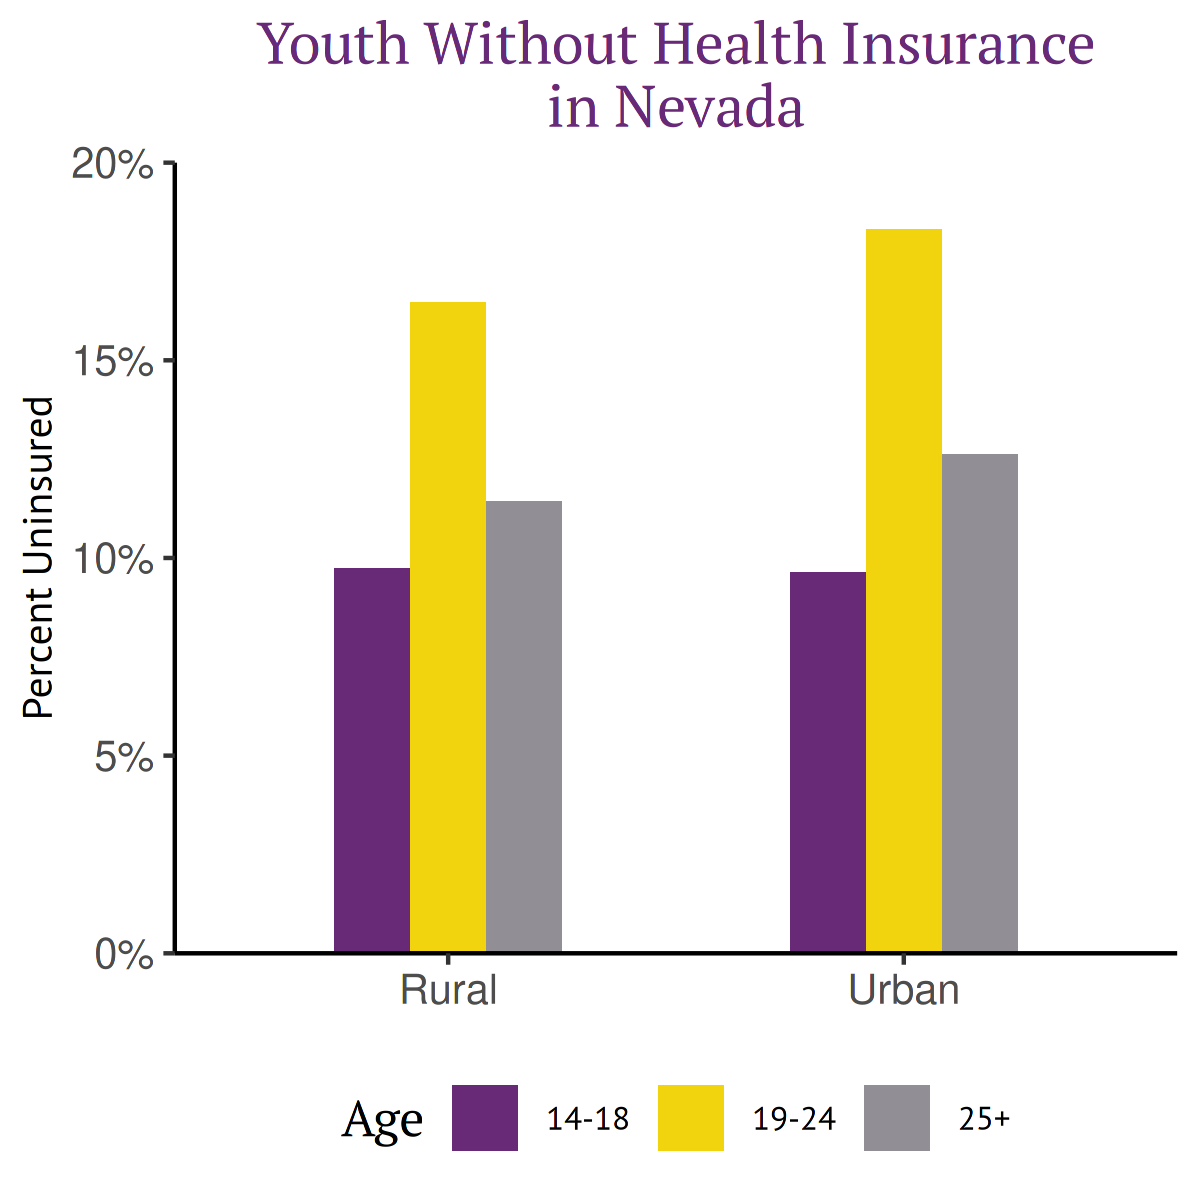 Youth Without Health Insurance
in Nevada
Percent Uninsured
20%
15%
10%
5%
0%
Rural
Urban
Age
14-18
19-24
25+